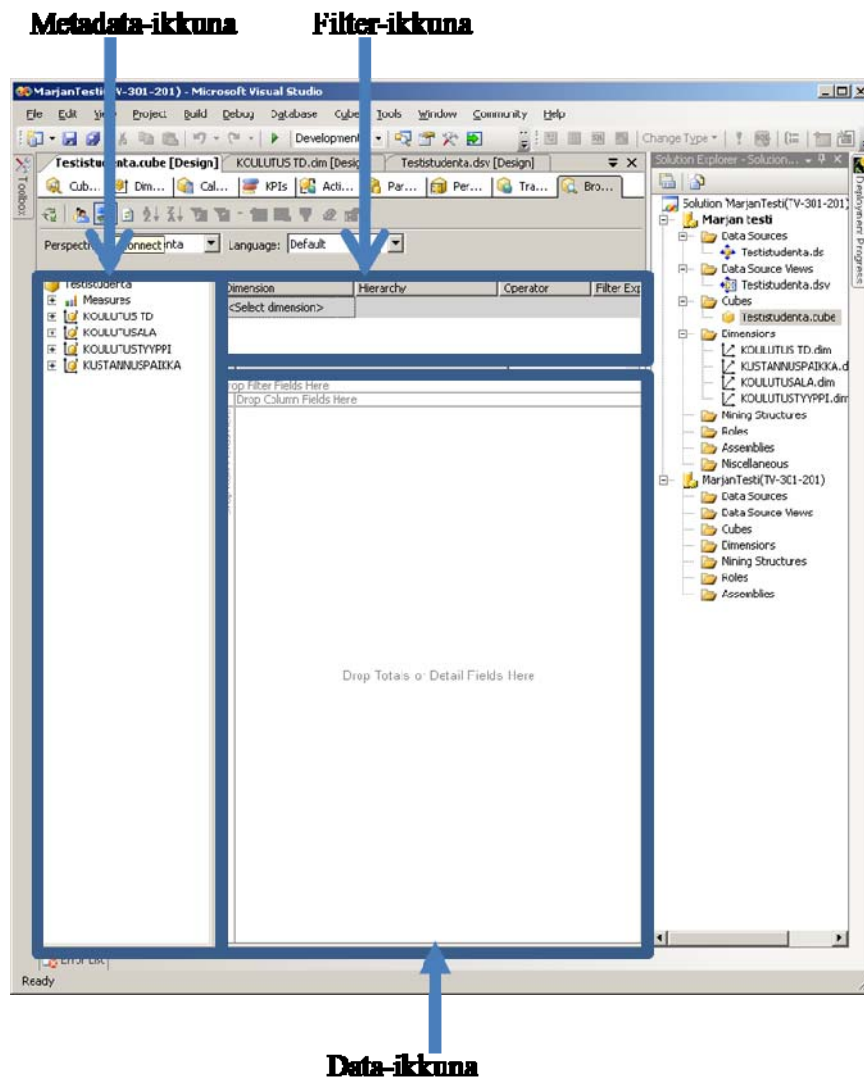 Metadata-ikkuna Filter-ikkuna
MarjanTesti(TV-301-201) - Microsoft Visual Studio
File Edit View Project Build Debug Database Cube Tools Window Community Help
Development Change Type
Testistudenta.cube [Design] KOULUTUS TD.dim [Design] Testistudenta.dsv [Design]
Cub... Dim... Cal... KPIs Acti... Par... Per... Tra... Bro...
Language: Default
Toolbox
Testistudenta
Measures
KOULUTUS TD
KOULUTUSALA
KOULUTUSTYYPPI
KUSTANNUSPAIKKA
Dimension Hierarchy Operator Filter Exp
<Select dimension>
Drop Filter Fields Here
Drop Column Fields Here
Drop Totals or Detail Fields Here
Solution Explorer - Solution...
Solution 'MarjanTesti(TV-301-201)
Marjan testi
Data Sources
Testistudenta.ds
Data Source Views
Testistudenta.dsv
Cubes
Testistudenta.cube
Dimensions
KOULUTUS TD.dim
KUSTANNUSPAIKKA.d
KOULUTUSALA.dim
KOULUTUSTYYPPI.dim
Mining Structures
Roles
Assemblies
Miscellaneous
MarjanTesti(TV-301-201)
Data Sources
Data Source Views
Cubes
Dimensions
Mining Structures
Roles
Assemblies
Deployment Progress
Error List
Ready
Data-ikkuna